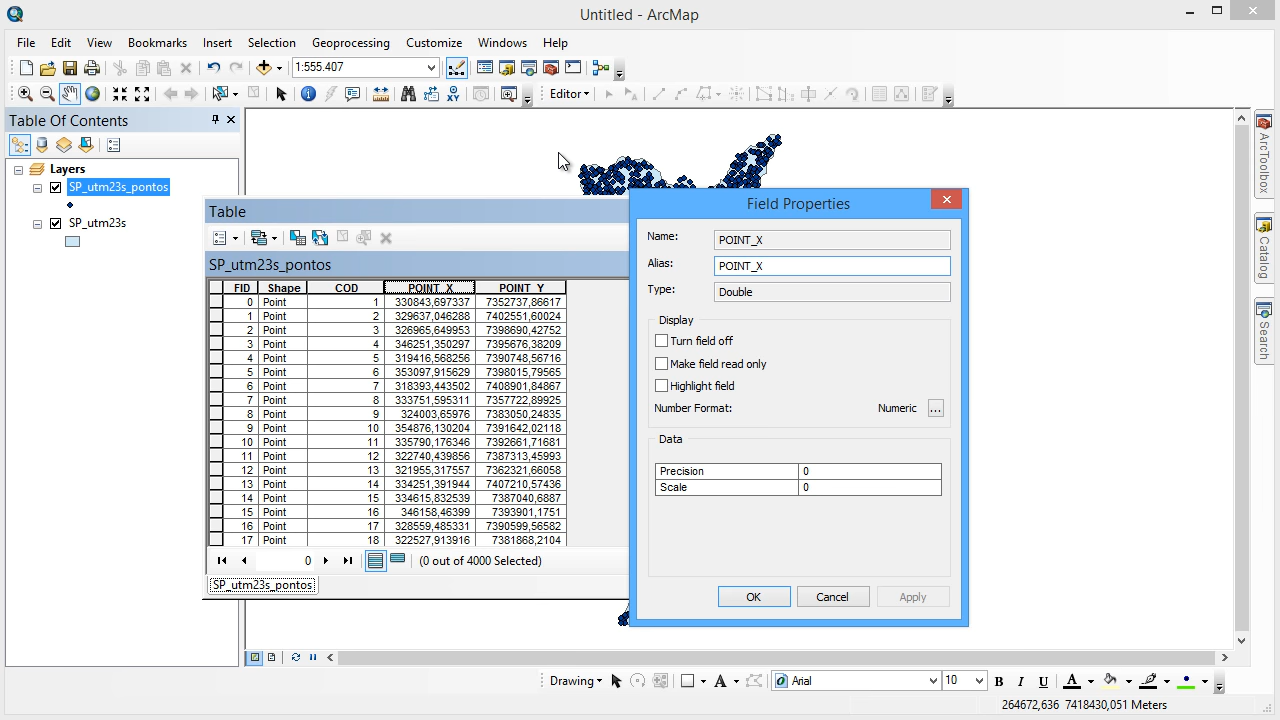 Untitled - ArcMap
File Edit View Bookmarks Insert Selection Geoprocessing Customize Windows Help
1:555.407
Editor
Table Of Contents
Layers
SP_utm23s_pontos
SP_utm23s
Table
SP_utm23s_pontos
FID Shape COD POINT_X POINT_Y
0 Point 1 330843,697337 7352737,86617
1 Point 2 329637,046288 7402551,60024
2 Point 3 326965,649953 7398690,42752
3 Point 4 346251,350297 7395676,38209
4 Point 5 319416,568256 7390748,56716
5 Point 6 353097,915629 7398015,79565
6 Point 7 318393,443502 7408901,84867
7 Point 8 333751,595311 7357722,89925
8 Point 9 324003,65976 7383050,24835
9 Point 10 354876,130204 7391642,02118
10 Point 11 335790,176346 7392661,71681
11 Point 12 322740,439856 7387313,45993
12 Point 13 321955,317557 7362321,66058
13 Point 14 334251,391944 7407210,57436
14 Point 15 334615,832539 7387040,6887
15 Point 16 346158,46399 7393901,1751
16 Point 17 328559,485331 7390599,56582
17 Point 18 322527,913916 7381868,2104
0 (0 out of 4000 Selected)
SP_utm23s_pontos
Field Properties
Name: POINT_X
Alias: POINT_X
Type: Double
Display
Turn field off
Make field read only
Highlight field
Number Format: Numeric ...
Data
Precision 0
Scale 0
OK Cancel Apply
ArcToolbox
Catalog
Search
Drawing A Arial 10 B I U A
264672,636 7418430,051 Meters